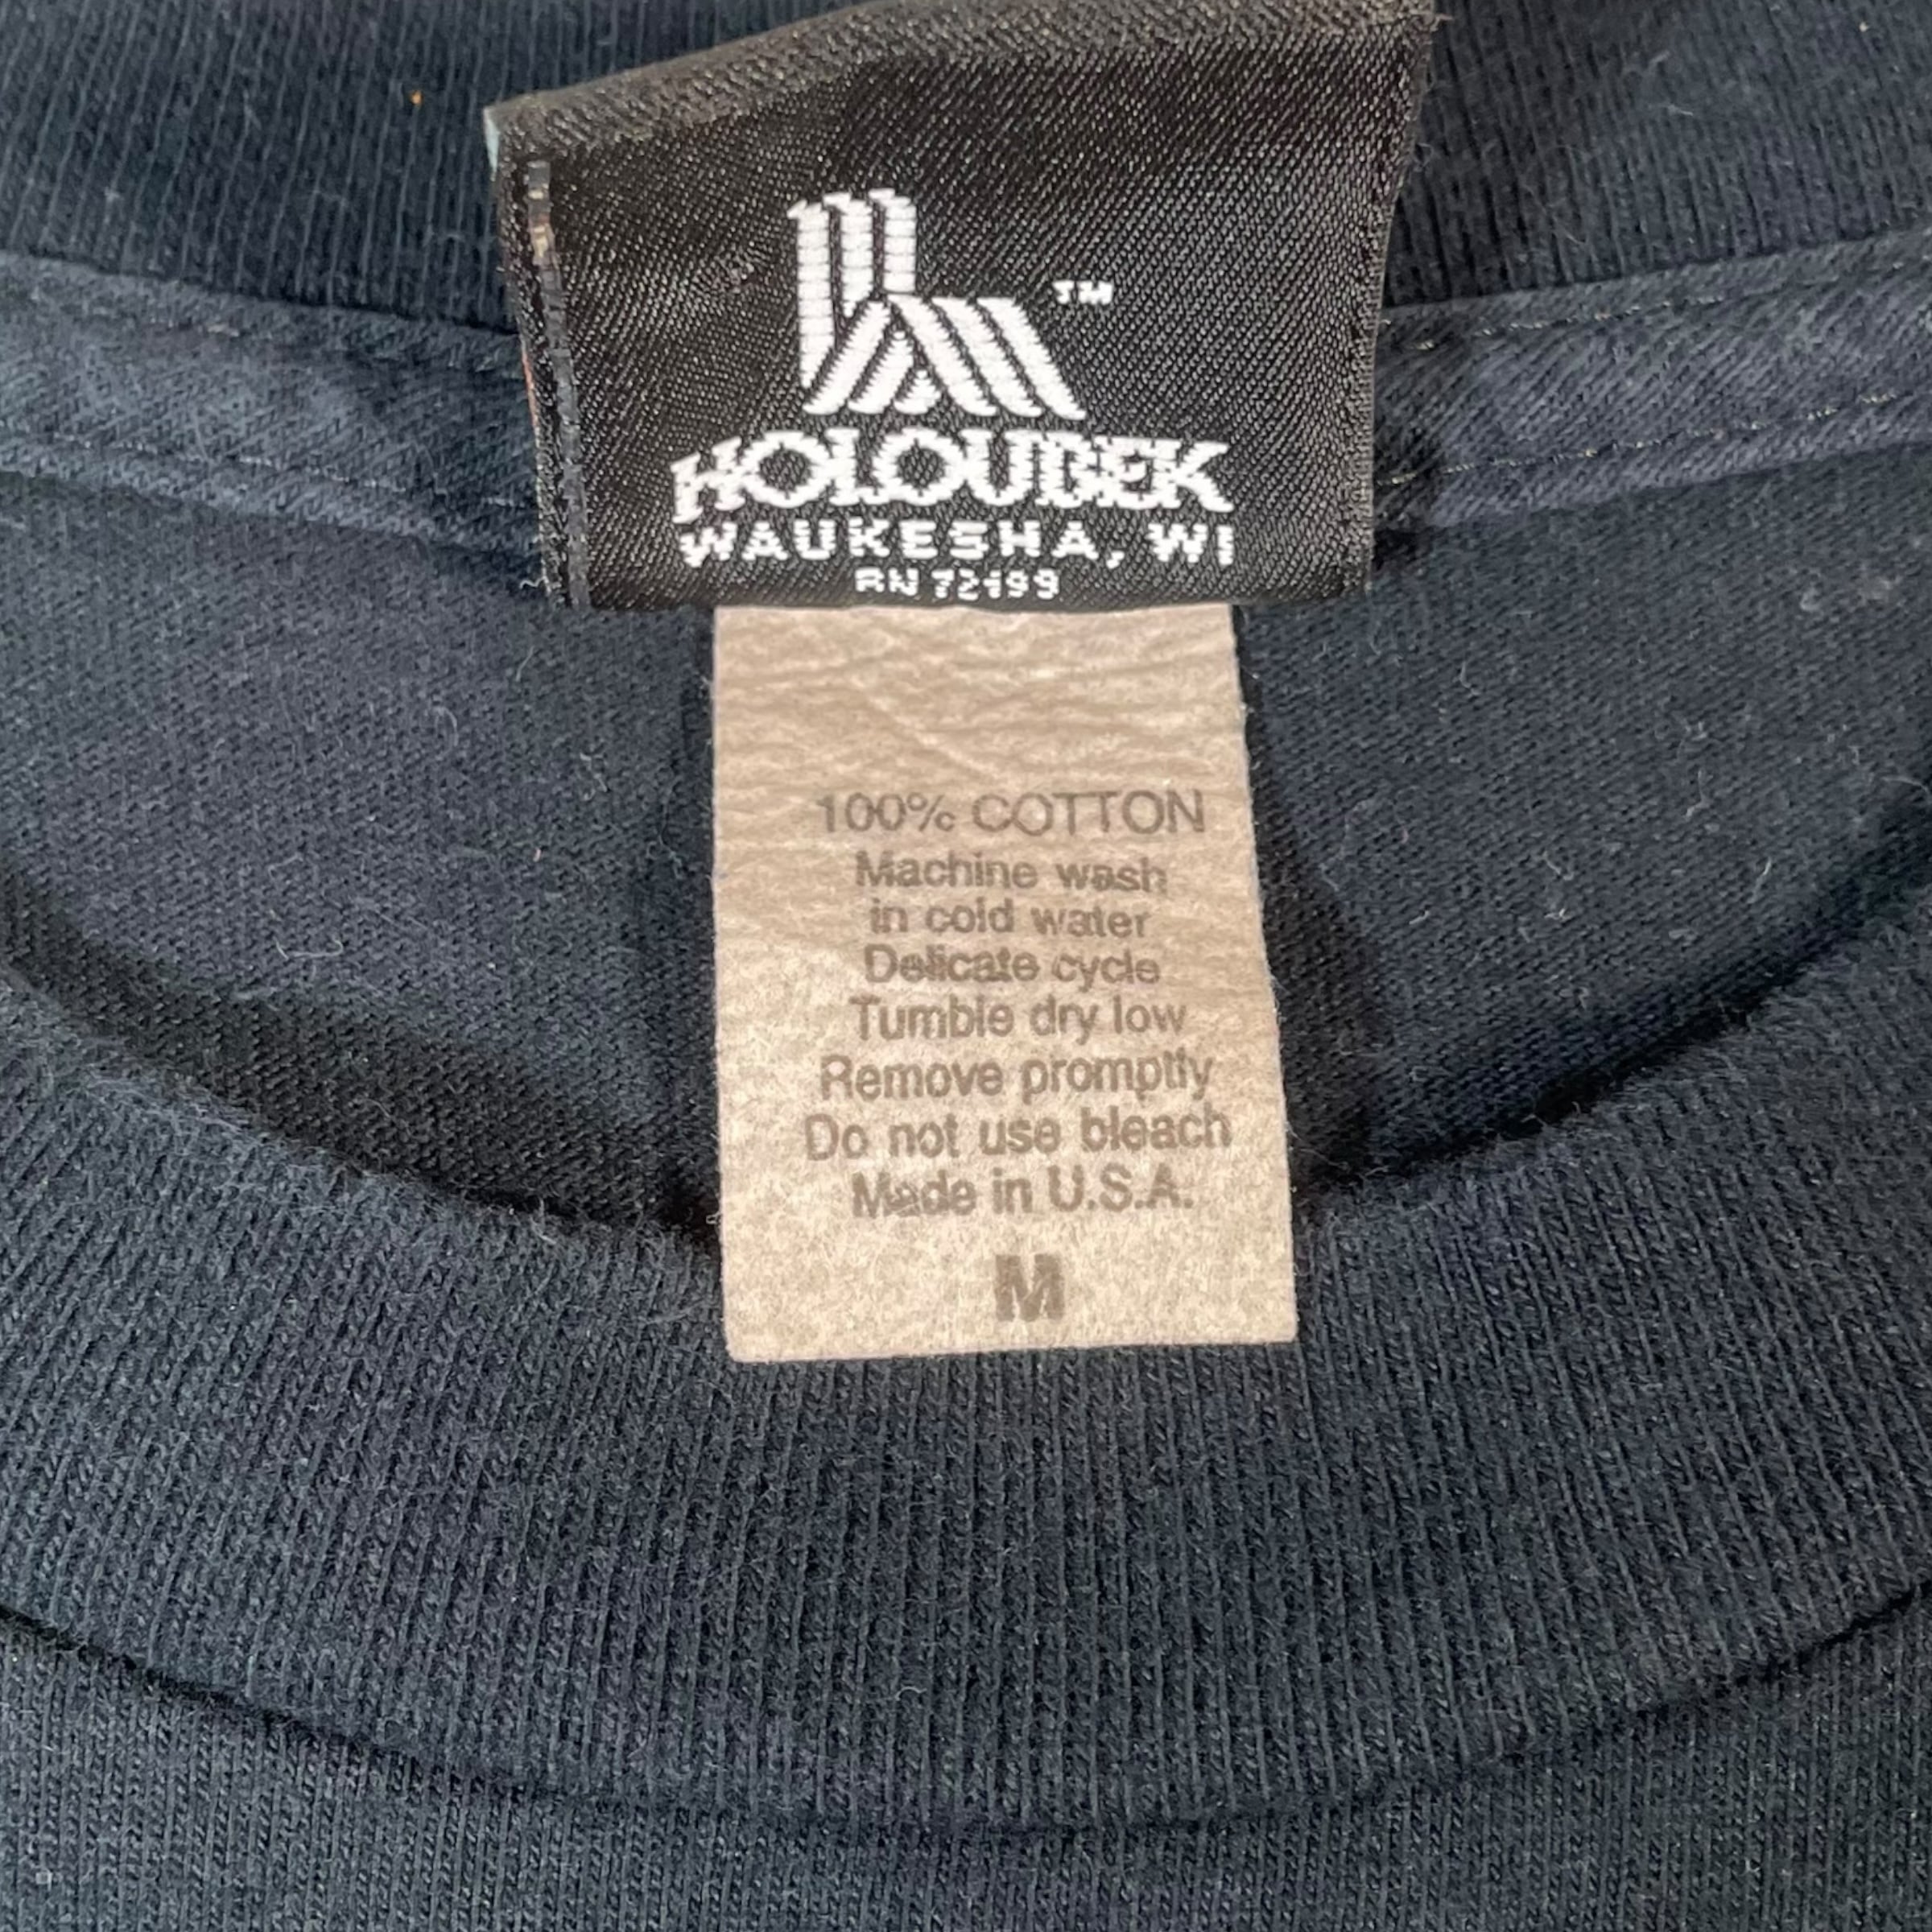 TM
HOLOUBEK
WAUKESHA, WI
RN 72199
100% COTTON
Machine wash
in cold water
Delicate cycle
Tumble dry low
Remove promptly
Do not use bleach
Made in U.S.A.
M